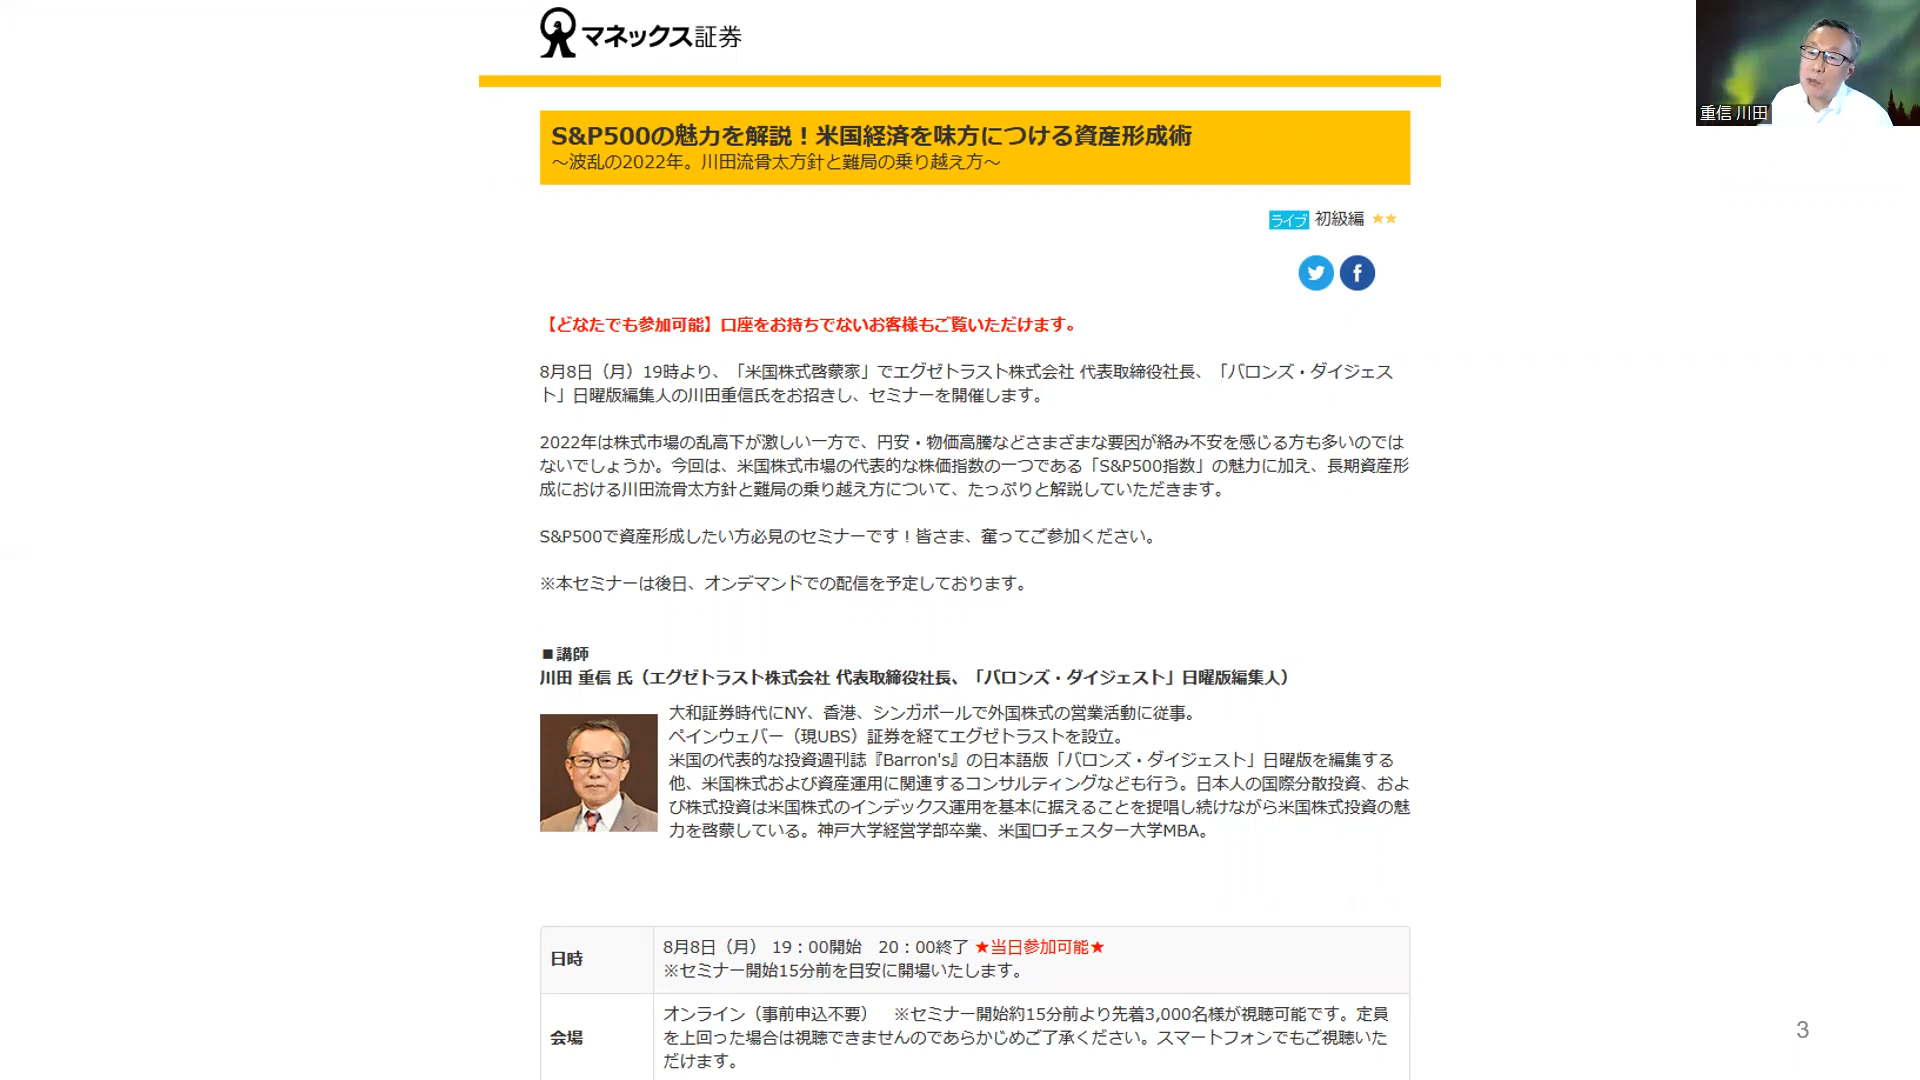 マネックス証券
重信 川田
S&P500の魅力を解説！米国経済を味方につける資産形成術
～波乱の2022年。川田流骨太方針と難局の乗り越え方～
ライブ 初級編 ★★
【どなたでも参加可能】口座をお持ちでないお客様もご覧いただけます。
8月8日（月）19時より、「米国株式啓蒙家」でエグゼトラスト株式会社 代表取締役社長、「バロンズ・ダイジェス
ト」日曜版編集人の川田重信氏をお招きし、セミナーを開催します。
2022年は株式市場の乱高下が激しい一方で、円安・物価高騰などさまざまな要因が絡み不安を感じる方も多いのでは
ないでしょうか。今回は、米国株式市場の代表的な株価指数の一つである「S&P500指数」の魅力に加え、長期資産形
成における川田流骨太方針と難局の乗り越え方について、たっぷりと解説していただきます。
S&P500で資産形成したい方必見のセミナーです！皆さま、奮ってご参加ください。
※本セミナーは後日、オンデマンドでの配信を予定しております。
■講師
川田 重信 氏（エグゼトラスト株式会社 代表取締役社長、「バロンズ・ダイジェスト」日曜版編集人）
大和証券時代にNY、香港、シンガポールで外国株式の営業活動に従事。
ペインウェバー（現UBS）証券を経てエグゼトラストを設立。
米国の代表的な投資週刊誌『Barron's』の日本語版「バロンズ・ダイジェスト」日曜版を編集する
他、米国株式および資産運用に関連するコンサルティングなども行う。日本人の国際分散投資、およ
び株式投資は米国株式のインデックス運用を基本に据えることを提唱し続けながら米国株式投資の魅
力を啓蒙している。神戸大学経営学部卒業、米国ロチェスター大学MBA。
日時
8月8日（月） 19：00開始　20：00終了 ★当日参加可能★
※セミナー開始15分前を目安に開場いたします。
会場
オンライン（事前申込不要）　※セミナー開始約15分前より先着3,000名様が視聴可能です。定員
を上回った場合は視聴できませんのであらかじめご了承ください。スマートフォンでもご視聴いた
だけます。
3